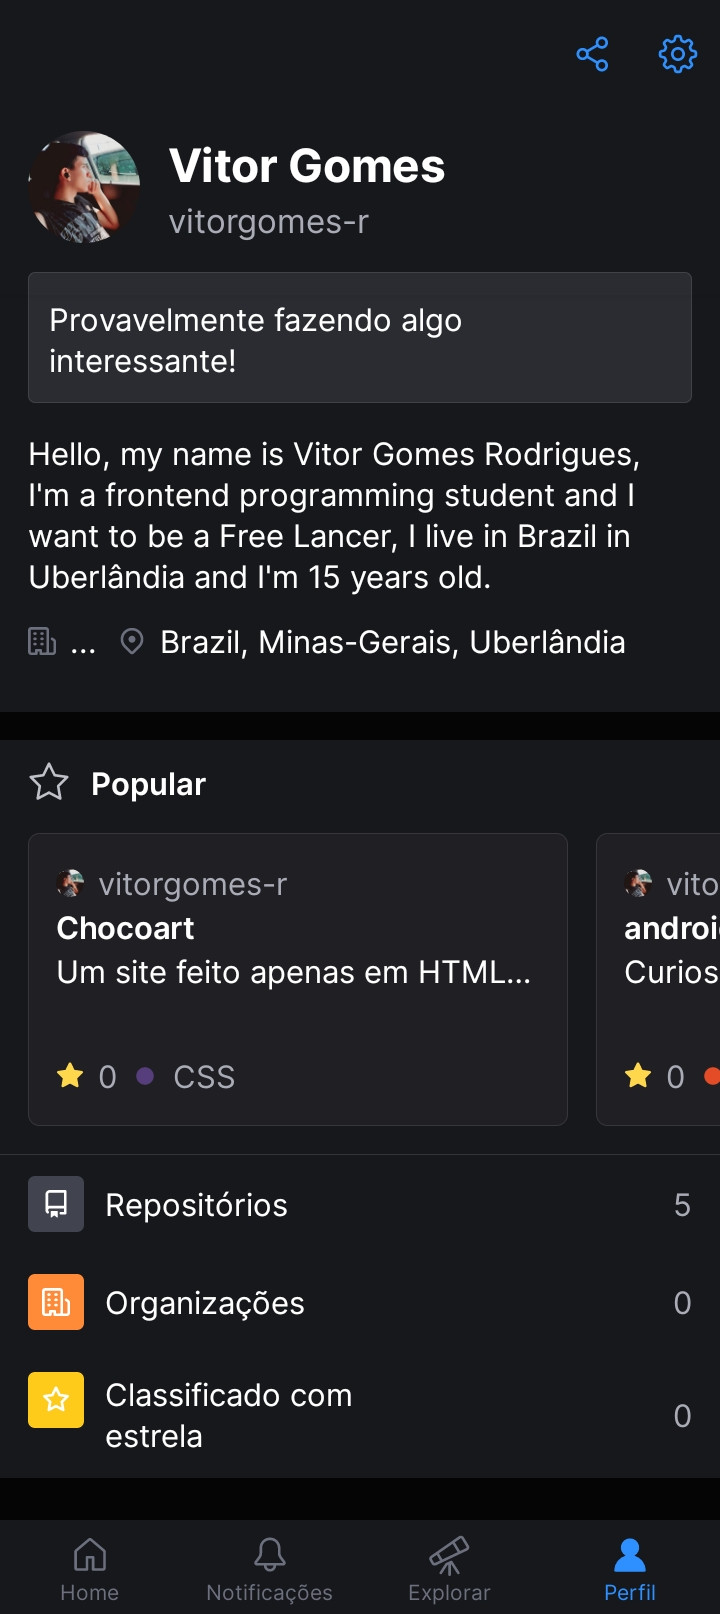 Vitor Gomes
vitorgomes-r
Provavelmente fazendo algo
interessante!
Hello, my name is Vitor Gomes Rodrigues,
I'm a frontend programming student and I
want to be a Free Lancer, I live in Brazil in
Uberlândia and I'm 15 years old.
... Brazil, Minas-Gerais, Uberlândia
Popular
vitorgomes-r
Chocoart
Um site feito apenas em HTML...
0 CSS
vito
androi
Curios
0
Repositórios 5
Organizações 0
Classificado com
estrela 0
Home Notificações Explorar Perfil